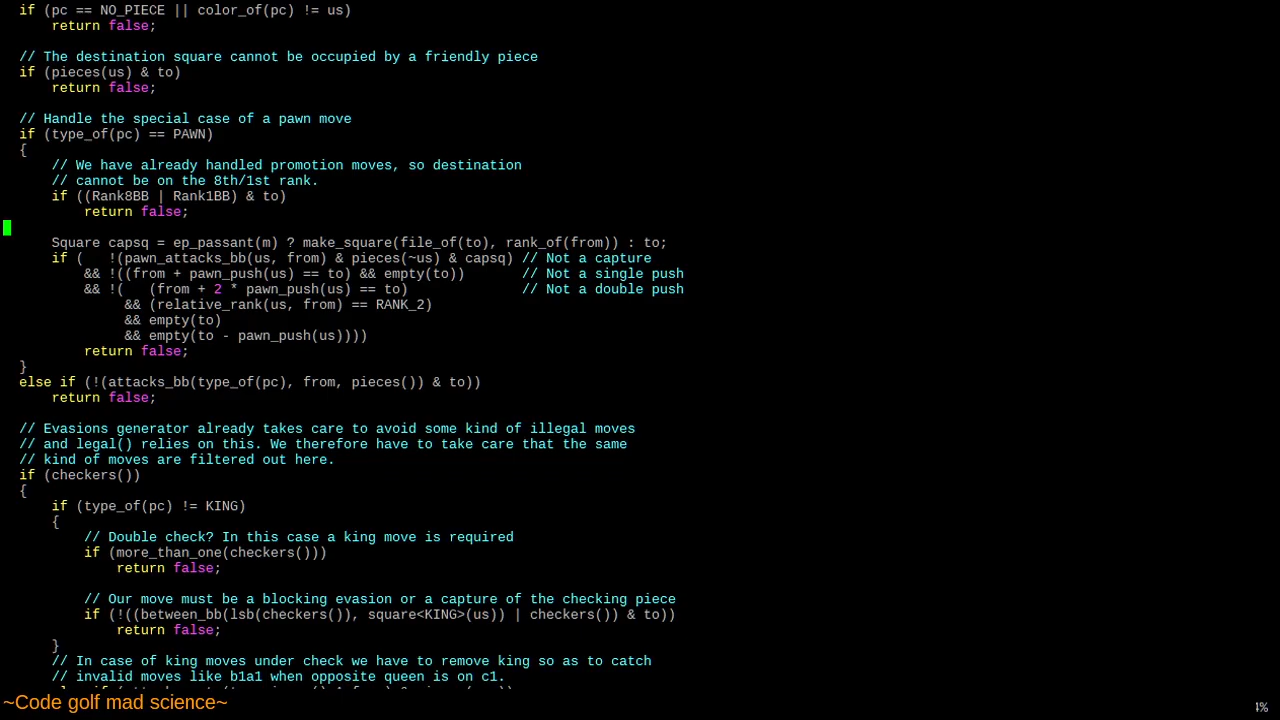 if (pc == NO_PIECE || color_of(pc) != us)
return false;
// The destination square cannot be occupied by a friendly piece
if (pieces(us) & to)
return false;
// Handle the special case of a pawn move
if (type_of(pc) == PAWN)
{
// We have already handled promotion moves, so destination
// cannot be on the 8th/1st rank.
if ((Rank8BB | Rank1BB) & to)
return false;
Square capsq = ep_passant(m) ? make_square(file_of(to), rank_of(from)) : to;
if (   !(pawn_attacks_bb(us, from) & pieces(~us) & capsq) // Not a capture
&& !((from + pawn_push(us) == to) && empty(to))       // Not a single push
&& !(   (from + 2 * pawn_push(us) == to)              // Not a double push
&& (relative_rank(us, from) == RANK_2)
&& empty(to)
&& empty(to - pawn_push(us))))
return false;
}
else if (!(attacks_bb(type_of(pc), from, pieces()) & to))
return false;
// Evasions generator already takes care to avoid some kind of illegal moves
// and legal() relies on this. We therefore have to take care that the same
// kind of moves are filtered out here.
if (checkers())
{
if (type_of(pc) != KING)
{
// Double check? In this case a king move is required
if (more_than_one(checkers()))
return false;
// Our move must be a blocking evasion or a capture of the checking piece
if (!((between_bb(lsb(checkers()), square<KING>(us)) | checkers()) & to))
return false;
}
// In case of king moves under check we have to remove king so as to catch
// invalid moves like b1a1 when opposite queen is on c1.
~Code golf mad science~